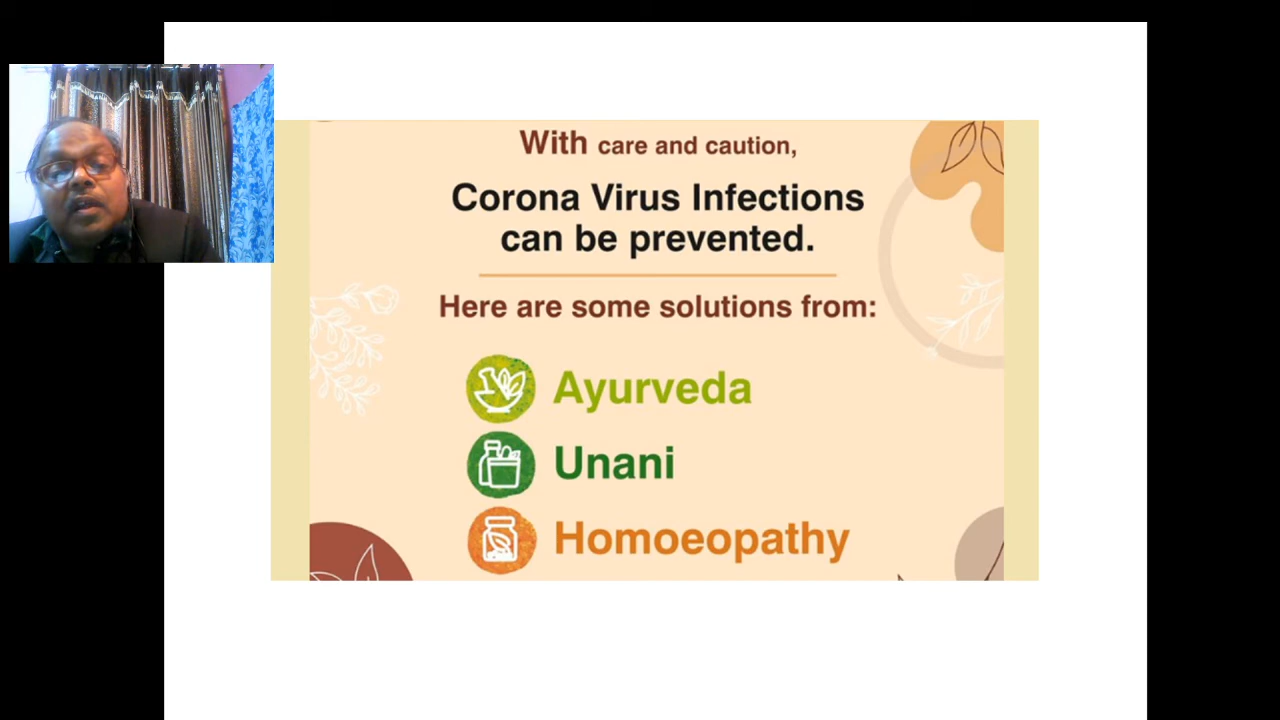 With care and caution,
Corona Virus Infections
can be prevented.
Here are some solutions from:
Ayurveda
Unani
Homoeopathy